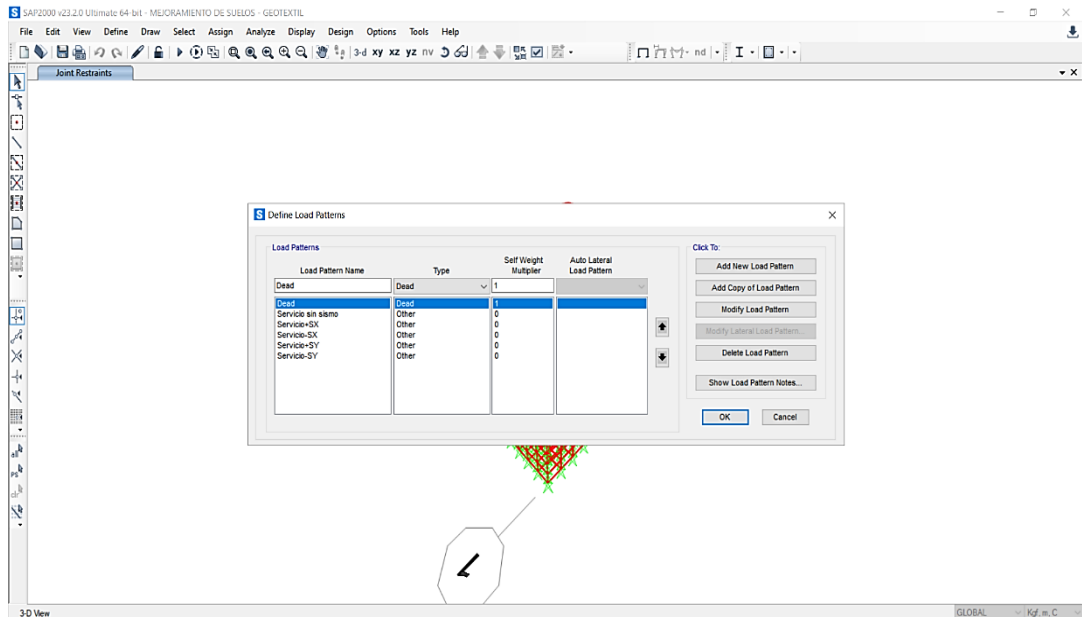 SAP2000 v23.2.0 Ultimate 64-bit - MEJORAMIENTO DE SUELOS - GEOTEXTIL
File Edit View Define Draw Select Assign Analyze Display Design Options Tools Help
3-d xy xz yz nv nd
Joint Restraints
Define Load Patterns
Load Patterns
Click To:
Load Pattern Name Type Self Weight Multiplier Auto Lateral Load Pattern
Dead Dead 1
Dead Dead 1
Servicio sin sismo Other 0
Servicio+SX Other 0
Servicio-SX Other 0
Servicio+SY Other 0
Servicio-SY Other 0
Add New Load Pattern
Add Copy of Load Pattern
Modify Load Pattern
Modify Lateral Load Pattern...
Delete Load Pattern
Show Load Pattern Notes...
OK Cancel
3-D View
GLOBAL Kgf, m, C